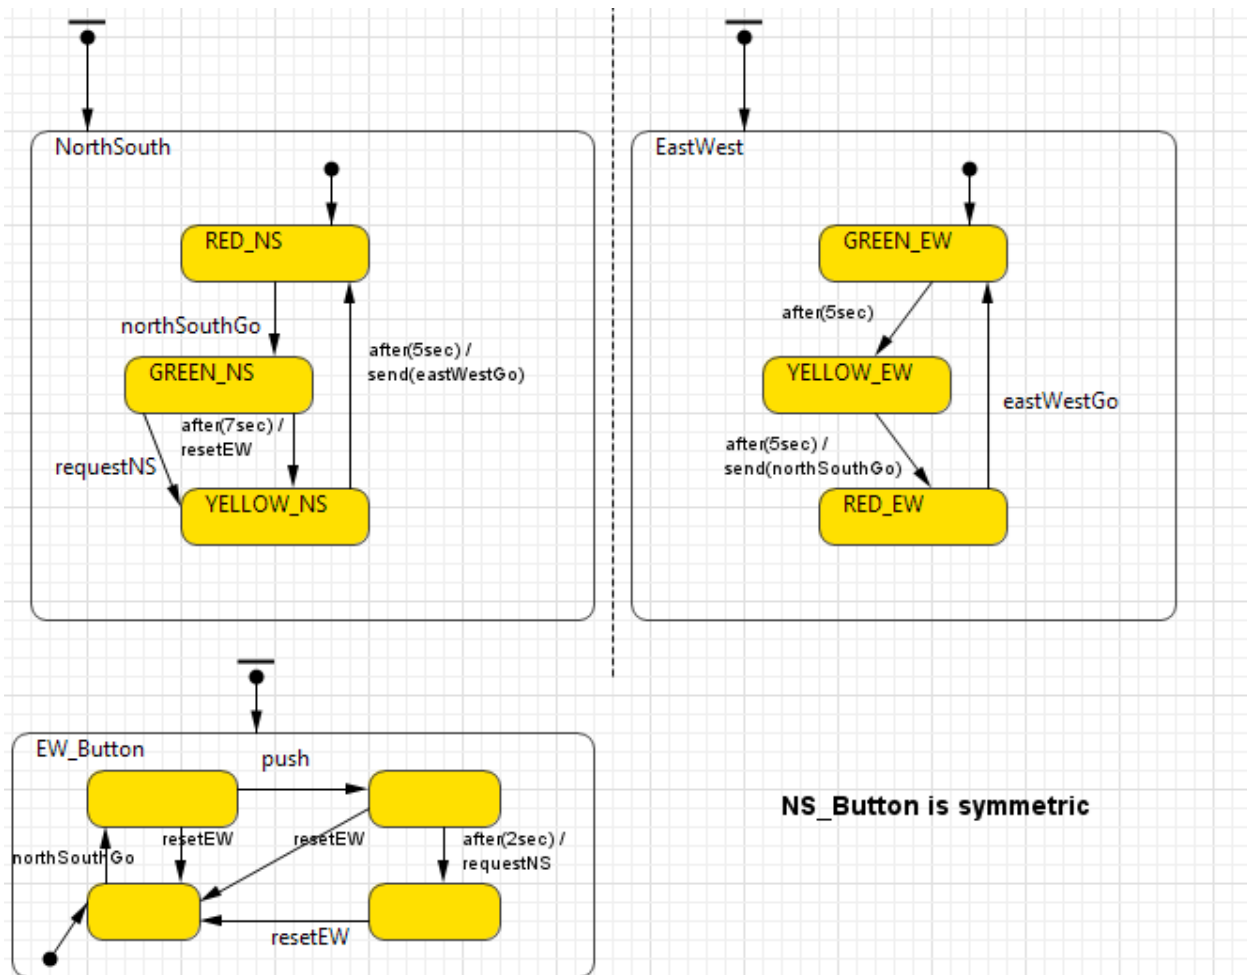 NorthSouth
RED_NS
northSouthGo
GREEN_NS
after(7sec) /
resetEW
requestNS
YELLOW_NS
after(5sec) /
send(eastWestGo)
EastWest
GREEN_EW
after(5sec)
YELLOW_EW
eastWestGo
after(5sec) /
send(northSouthGo)
RED_EW
EW_Button
push
resetEW
resetEW
after(2sec) /
requestNS
northSouthGo
resetEW
NS_Button is symmetric